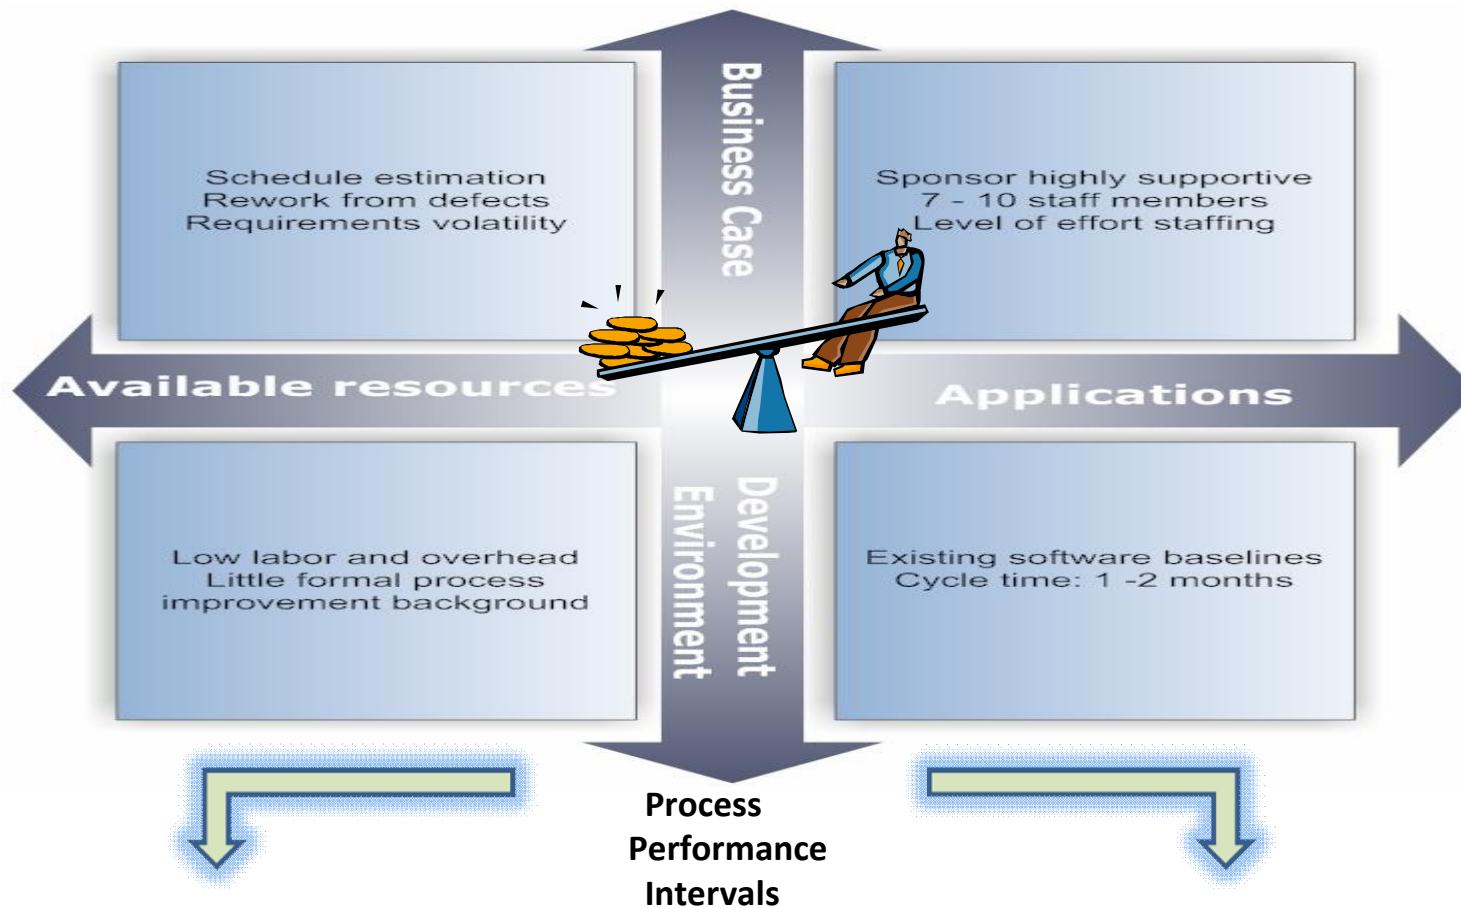 Business Case
Schedule estimation
Rework from defects
Requirements volatility
Sponsor highly supportive
7 - 10 staff members
Level of effort staffing
Available resources
Applications
Low labor and overhead
Little formal process
improvement background
Development
Environment
Existing software baselines
Cycle time: 1 -2 months
Process
Performance
Intervals